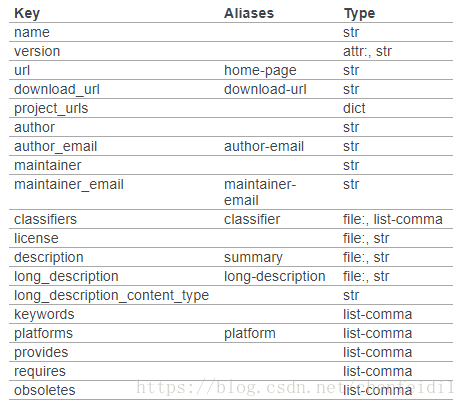 Key Aliases Type
name str
version attr:, str
url home-page str
download_url download-url str
project_urls dict
author str
author_email author-email str
maintainer str
maintainer_email maintainer-email str
classifiers classifier file:, list-comma
license file:, str
description summary file:, str
long_description long-description file:, str
long_description_content_type str
keywords list-comma
platforms platform list-comma
provides list-comma
requires list-comma
obsoletes list-comma
https://blog.csdn.net/